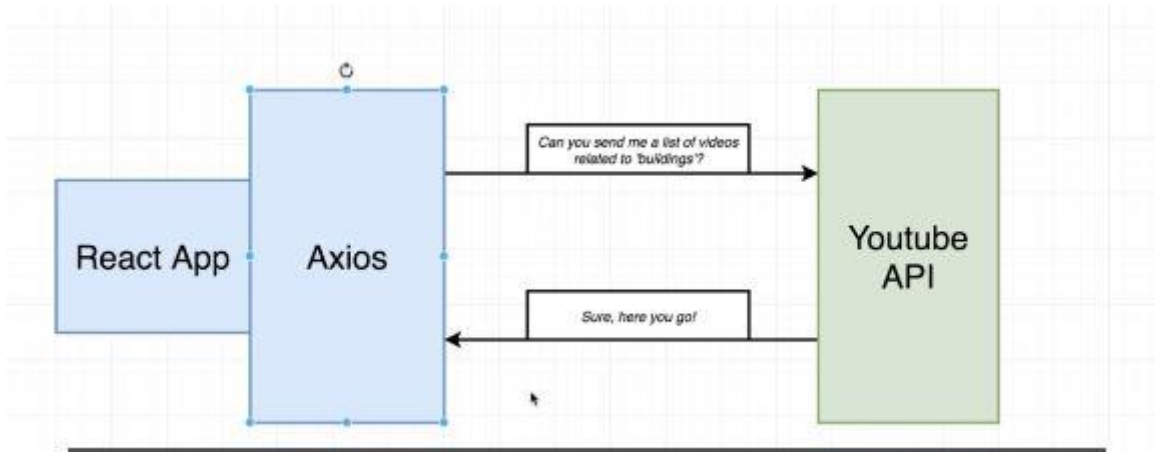 Can you send me a list of videos
related to 'buildings'?
React App
Axios
Youtube
API
Sure, here you go!